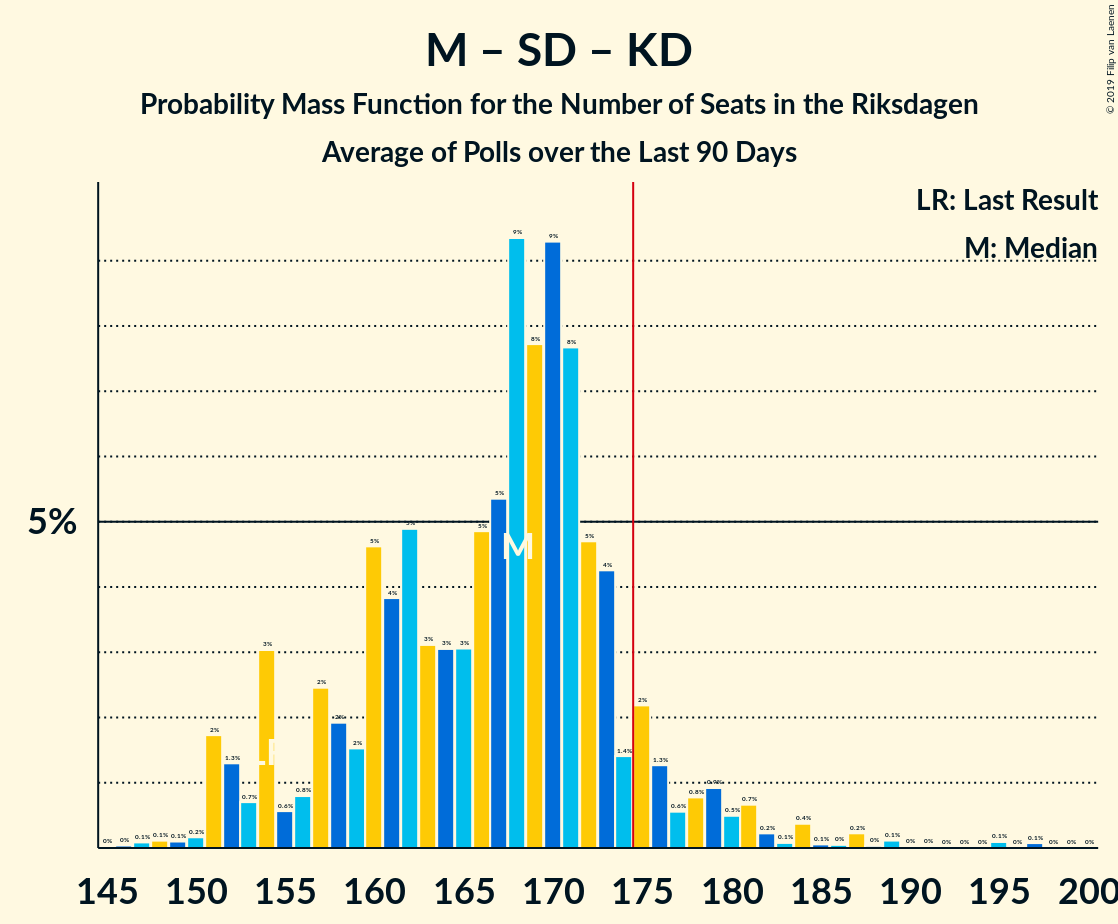 M – SD – KD
Probability Mass Function for the Number of Seats in the Riksdagen
Average of Polls over the Last 90 Days
© 2019 Filip van Laenen
LR: Last Result
M: Median
5%
0% 0% 0.1% 0.1% 0.1% 0.2% 2% 1.3% 0.7% 3% 0.6% 0.8% 2% 2% 2% 5% 4% 5% 3% 3% 3% 5% 5% 9% 8% 9% 8% 5% 4% 1.4% 2% 1.3% 0.6% 0.8% 0.9% 0.5% 0.7% 0.2% 0.1% 0.4% 0.1% 0% 0.2% 0% 0.1% 0% 0% 0% 0% 0% 0.1% 0% 0.1% 0% 0% 0%
LR
M
145 150 155 160 165 170 175 180 185 190 195 200